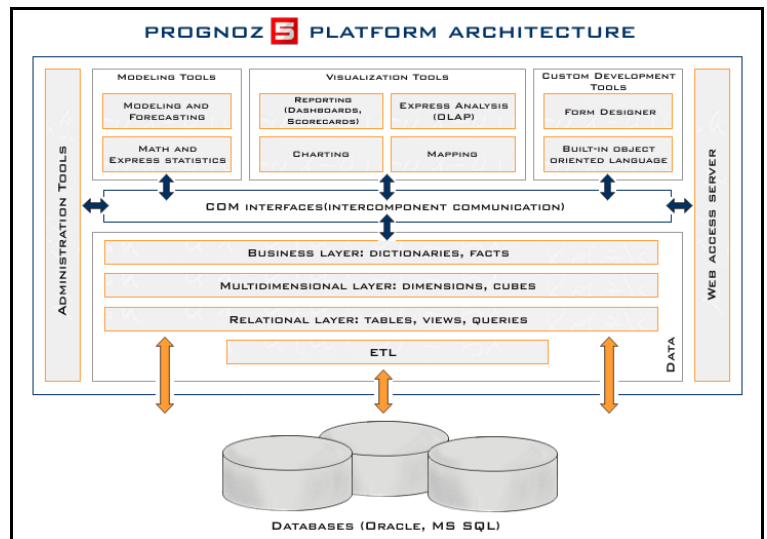 PROGNOZ 5 PLATFORM ARCHITECTURE
MODELING TOOLS
MODELING AND
FORECASTING
MATH AND
EXPRESS STATISTICS
VISUALIZATION TOOLS
REPORTING
(DASHBOARDS,
SCORECARDS)
EXPRESS ANALYSIS
(OLAP)
CHARTING
MAPPING
CUSTOM DEVELOPMENT
TOOLS
FORM DESIGNER
BUILT-IN OBJECT
ORIENTED LANGUAGE
ADMINISTRATION TOOLS
WEB ACCESS SERVER
COM INTERFACES(INTERCOMPONENT COMMUNICATION)
BUSINESS LAYER: DICTIONARIES, FACTS
MULTIDIMENSIONAL LAYER: DIMENSIONS, CUBES
RELATIONAL LAYER: TABLES, VIEWS, QUERIES
ETL
DATA
DATABASES (ORACLE, MS SQL)